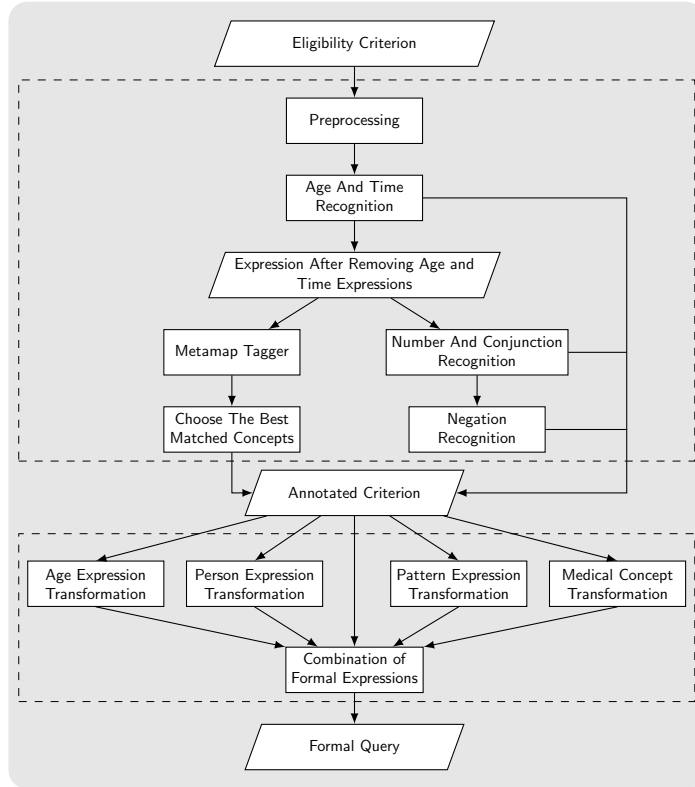 Eligibility Criterion
Preprocessing
Age And Time
Recognition
Expression After Removing Age and
Time Expressions
Metamap Tagger
Number And Conjunction
Recognition
Choose The Best
Matched Concepts
Negation
Recognition
Annotated Criterion
Age Expression
Transformation
Person Expression
Transformation
Pattern Expression
Transformation
Medical Concept
Transformation
Combination of
Formal Expressions
Formal Query